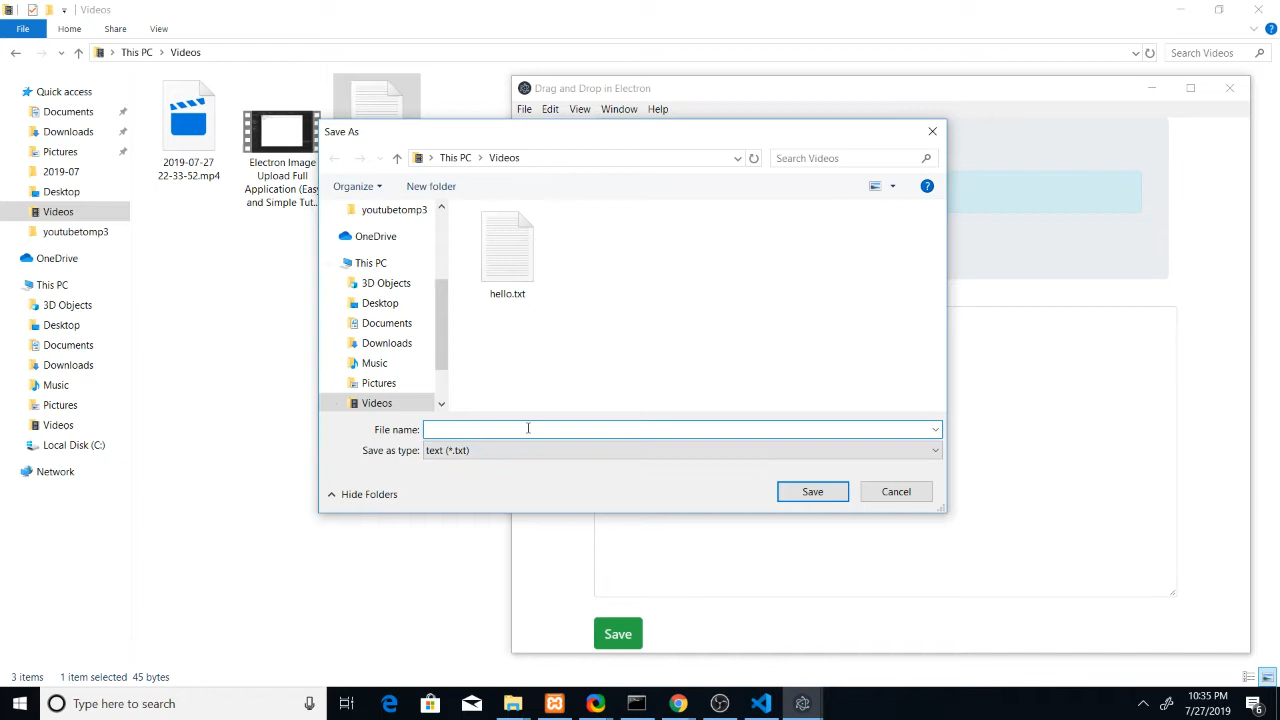 Videos
File
Home
Share
View
This PC
Videos
Search Videos
Quick access
Documents
Downloads
Pictures
2019-07
Desktop
Videos
youtubetomp3
OneDrive
This PC
3D Objects
Desktop
Documents
Downloads
Music
Pictures
Videos
Local Disk (C:)
Network
2019-07-27
22-33-52.mp4
Electron Image
Upload Full
Application (Easy
and Simple Tut...
Drag and Drop in Electron
File
Edit
View
Window
Help
Save As
This PC
Videos
Search Videos
Organize
New folder
youtubetomp3
OneDrive
This PC
3D Objects
Desktop
Documents
Downloads
Music
Pictures
Videos
hello.txt
File name:
Save as type:
text (*.txt)
Hide Folders
Save
Cancel
Save
3 items
1 item selected 45 bytes
Type here to search
10:35 PM
7/27/2019
6